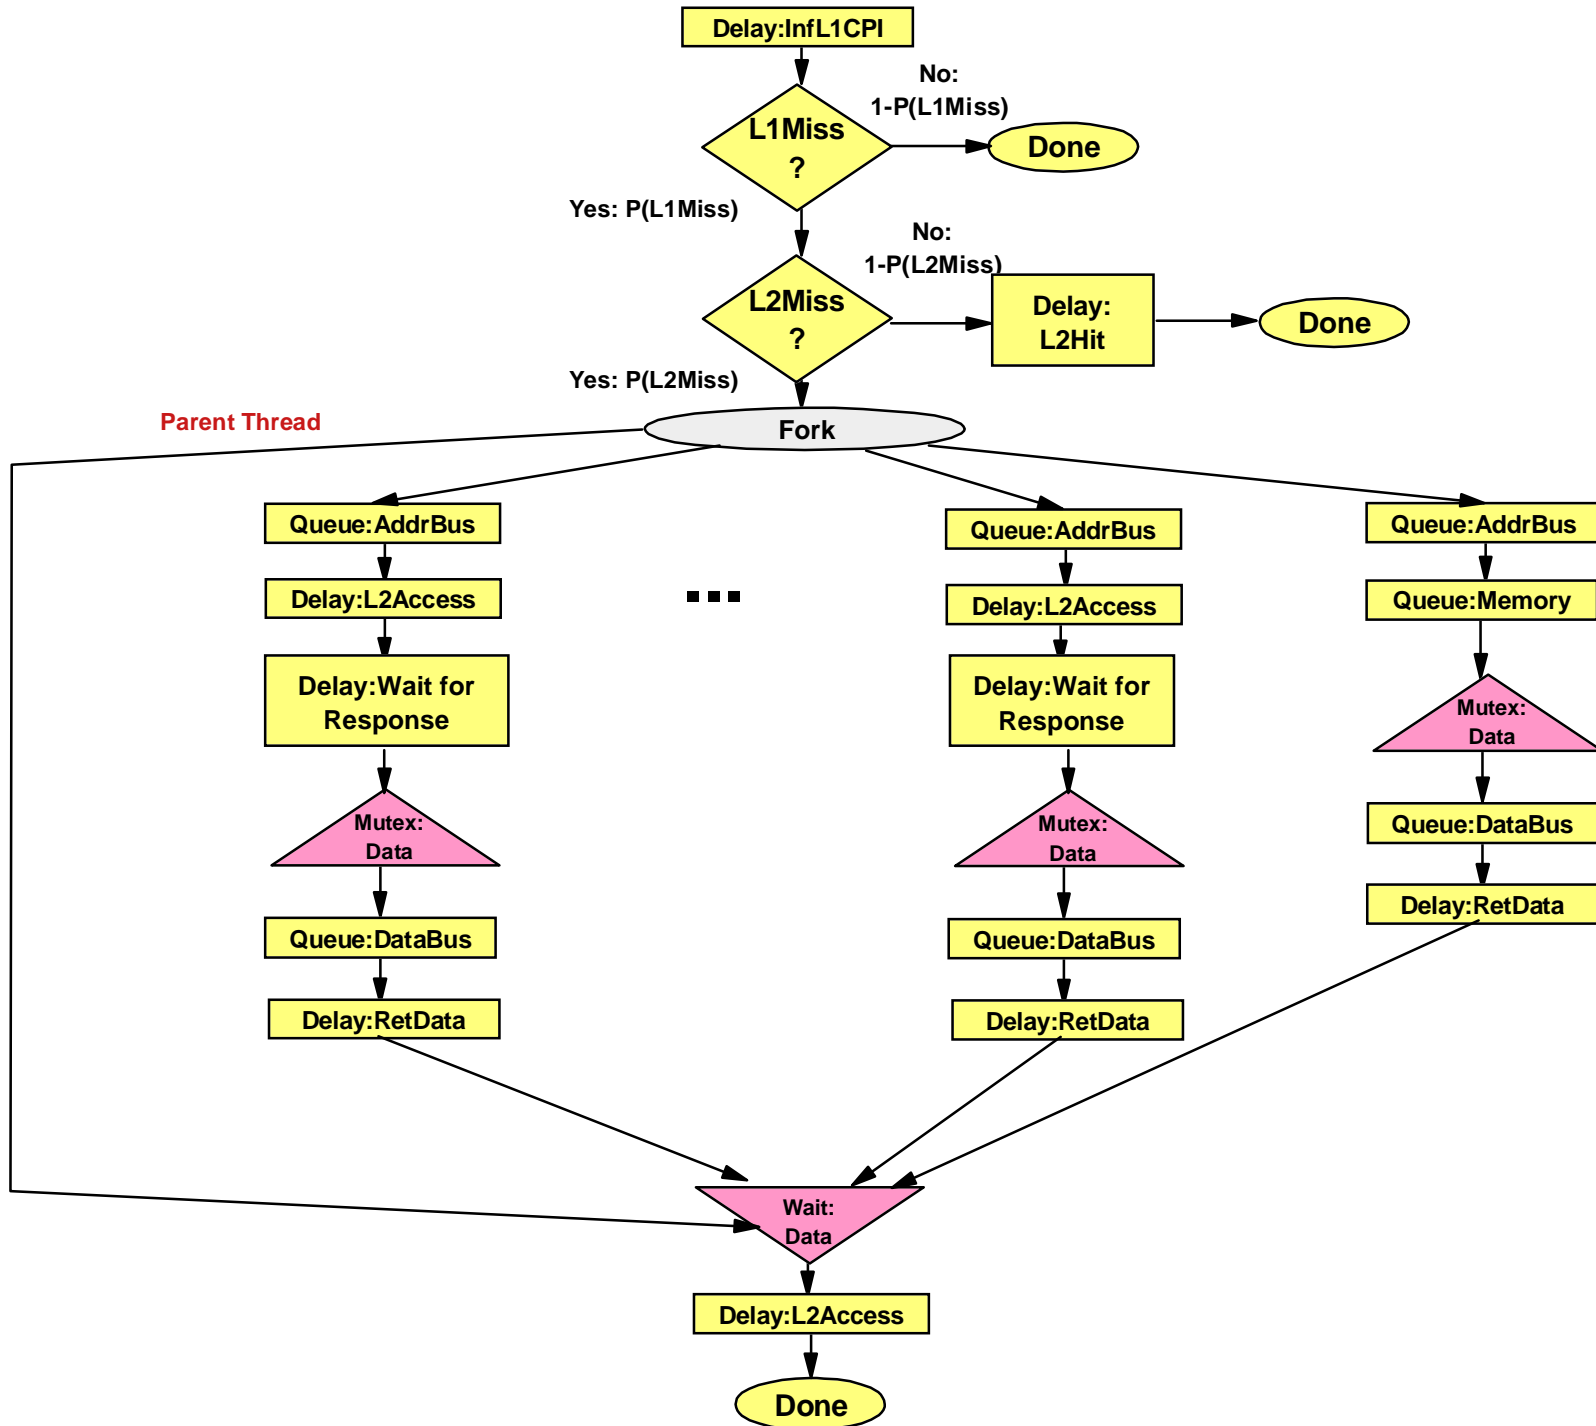 Delay:InfL1CPI
No:
1-P(L1Miss)
L1Miss
?
Done
Yes: P(L1Miss)
No:
1-P(L2Miss)
L2Miss
?
Delay:
L2Hit
Done
Yes: P(L2Miss)
Parent Thread
Fork
Queue:AddrBus
Delay:L2Access
Delay:Wait for
Response
Mutex:
Data
Queue:DataBus
Delay:RetData
Queue:AddrBus
Delay:L2Access
Delay:Wait for
Response
Mutex:
Data
Queue:DataBus
Delay:RetData
Queue:AddrBus
Queue:Memory
Mutex:
Data
Queue:DataBus
Delay:RetData
Wait:
Data
Delay:L2Access
Done